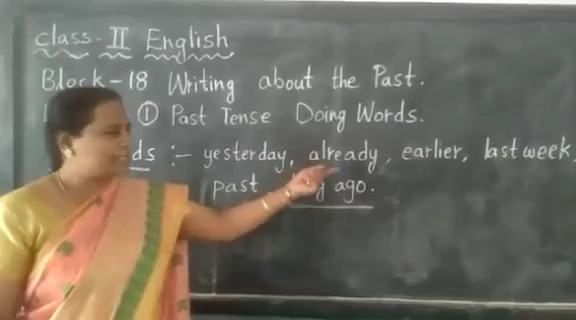 class-II English
Block-18 Writing about the Past.
① Past Tense Doing Words.
ds :- yesterday, already, earlier, last week,
past ago.